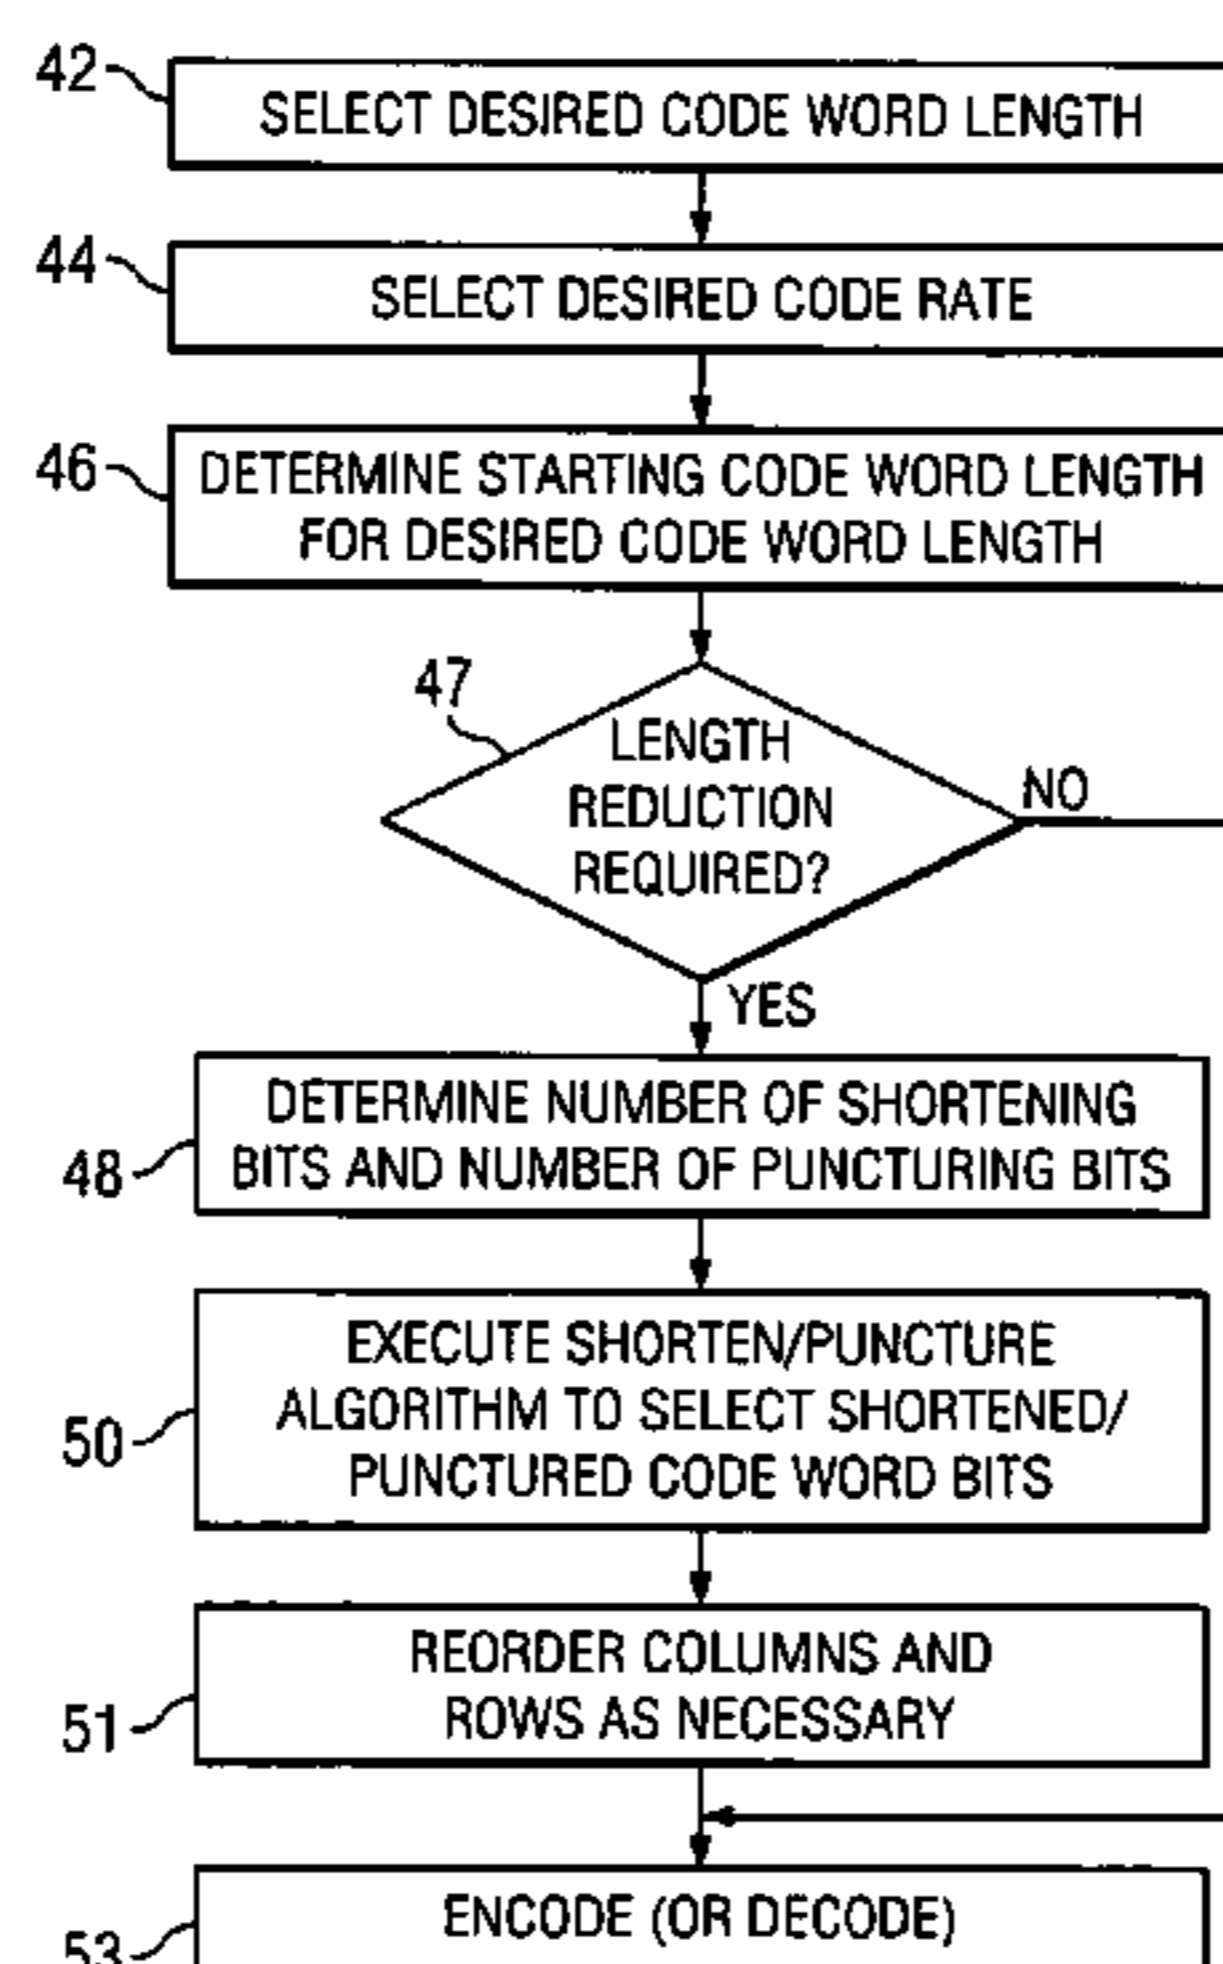 42
SELECT DESIRED CODE WORD LENGTH
44
SELECT DESIRED CODE RATE
46
DETERMINE STARTING CODE WORD LENGTH
FOR DESIRED CODE WORD LENGTH
47
LENGTH
REDUCTION
REQUIRED?
NO
YES
48
DETERMINE NUMBER OF SHORTENING
BITS AND NUMBER OF PUNCTURING BITS
50
EXECUTE SHORTEN/PUNCTURE
ALGORITHM TO SELECT SHORTENED/
PUNCTURED CODE WORD BITS
51
REORDER COLUMNS AND
ROWS AS NECESSARY
53
ENCODE (OR DECODE)